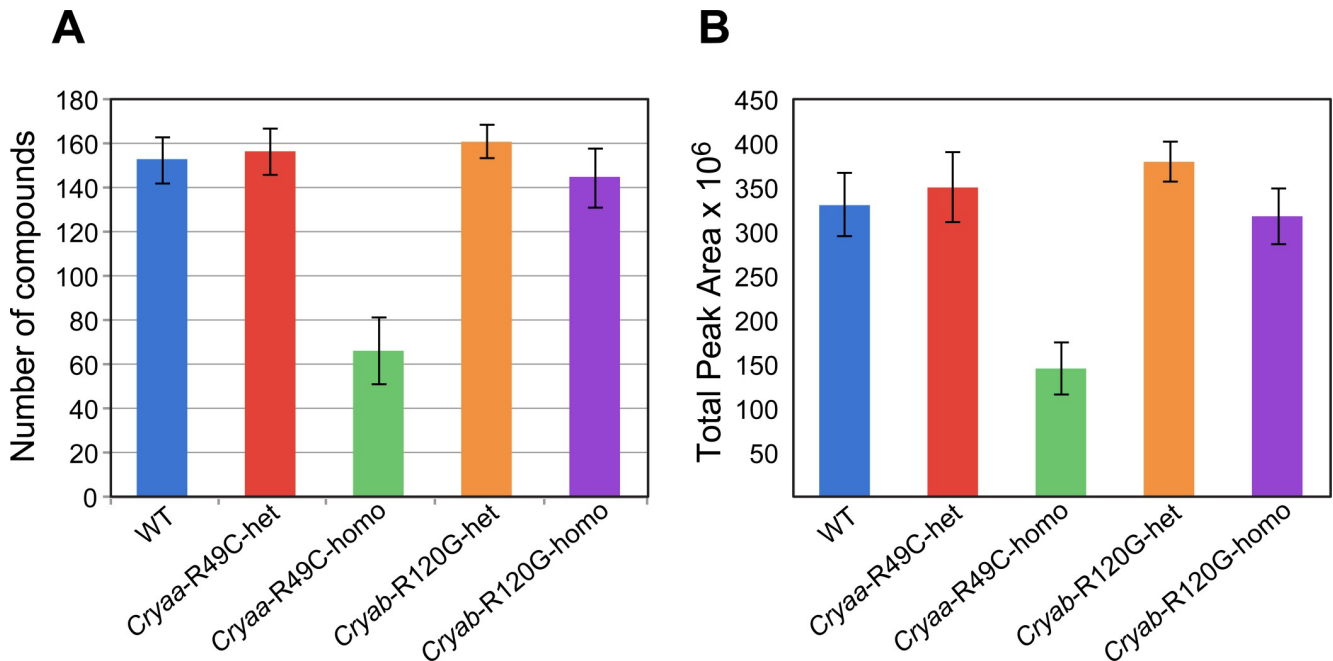 A
Number of compounds
180
160
140
120
100
80
60
40
20
0
WT
Cryaa-R49C-het
Cryaa-R49C-homo
Cryab-R120G-het
Cryab-R120G-homo
B
Total Peak Area x 10⁶
450
400
350
300
250
200
150
100
50
WT
Cryaa-R49C-het
Cryaa-R49C-homo
Cryab-R120G-het
Cryab-R120G-homo